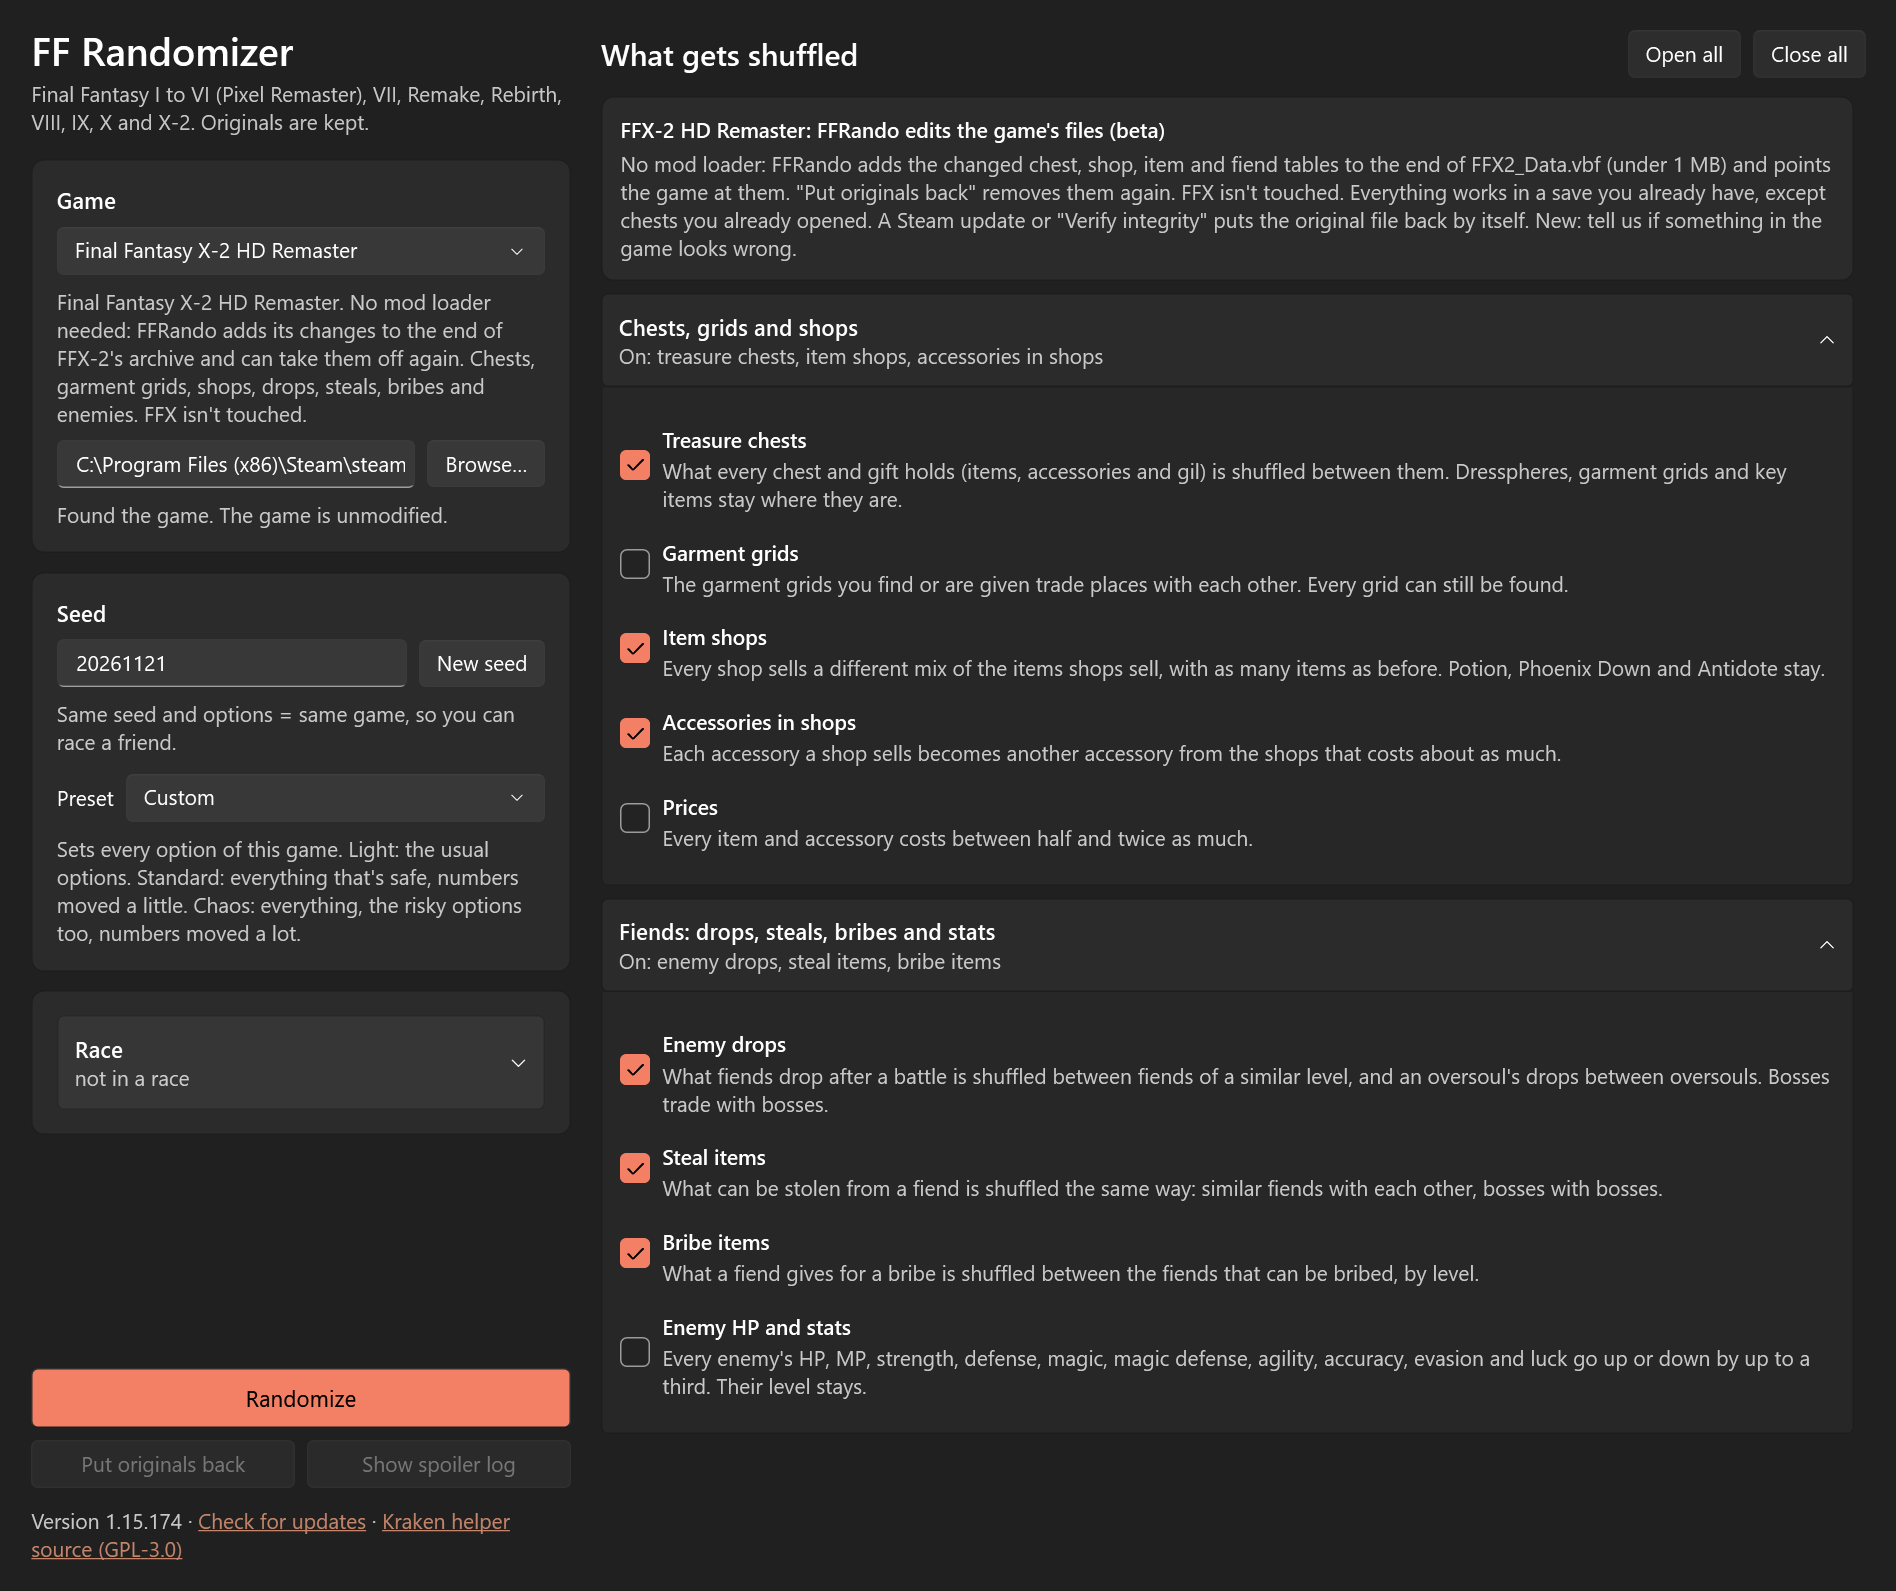 FF Randomizer
Final Fantasy I to VI (Pixel Remaster), VII, Remake, Rebirth,
VIII, IX, X and X-2. Originals are kept.
Game
Final Fantasy X-2 HD Remaster
Final Fantasy X-2 HD Remaster. No mod loader
needed: FFRando adds its changes to the end of
FFX-2's archive and can take them off again. Chests,
garment grids, shops, drops, steals, bribes and
enemies. FFX isn't touched.
C:\Program Files (x86)\Steam\steam
Browse...
Found the game. The game is unmodified.
Seed
20261121
New seed
Same seed and options = same game, so you can
race a friend.
Preset
Custom
Sets every option of this game. Light: the usual
options. Standard: everything that's safe, numbers
moved a little. Chaos: everything, the risky options
too, numbers moved a lot.
Race
not in a race
Randomize
Put originals back
Show spoiler log
Version 1.15.174 · Check for updates · Kraken helper
source (GPL-3.0)
What gets shuffled
Open all
Close all
FFX-2 HD Remaster: FFRando edits the game's files (beta)
No mod loader: FFRando adds the changed chest, shop, item and fiend tables to the end of FFX2_Data.vbf (under 1 MB) and points
the game at them. "Put originals back" removes them again. FFX isn't touched. Everything works in a save you already have, except
chests you already opened. A Steam update or "Verify integrity" puts the original file back by itself. New: tell us if something in the
game looks wrong.
Chests, grids and shops
On: treasure chests, item shops, accessories in shops
Treasure chests
What every chest and gift holds (items, accessories and gil) is shuffled between them. Dresspheres, garment grids and key
items stay where they are.
Garment grids
The garment grids you find or are given trade places with each other. Every grid can still be found.
Item shops
Every shop sells a different mix of the items shops sell, with as many items as before. Potion, Phoenix Down and Antidote stay.
Accessories in shops
Each accessory a shop sells becomes another accessory from the shops that costs about as much.
Prices
Every item and accessory costs between half and twice as much.
Fiends: drops, steals, bribes and stats
On: enemy drops, steal items, bribe items
Enemy drops
What fiends drop after a battle is shuffled between fiends of a similar level, and an oversoul's drops between oversouls. Bosses
trade with bosses.
Steal items
What can be stolen from a fiend is shuffled the same way: similar fiends with each other, bosses with bosses.
Bribe items
What a fiend gives for a bribe is shuffled between the fiends that can be bribed, by level.
Enemy HP and stats
Every enemy's HP, MP, strength, defense, magic, magic defense, agility, accuracy, evasion and luck go up or down by up to a
third. Their level stays.